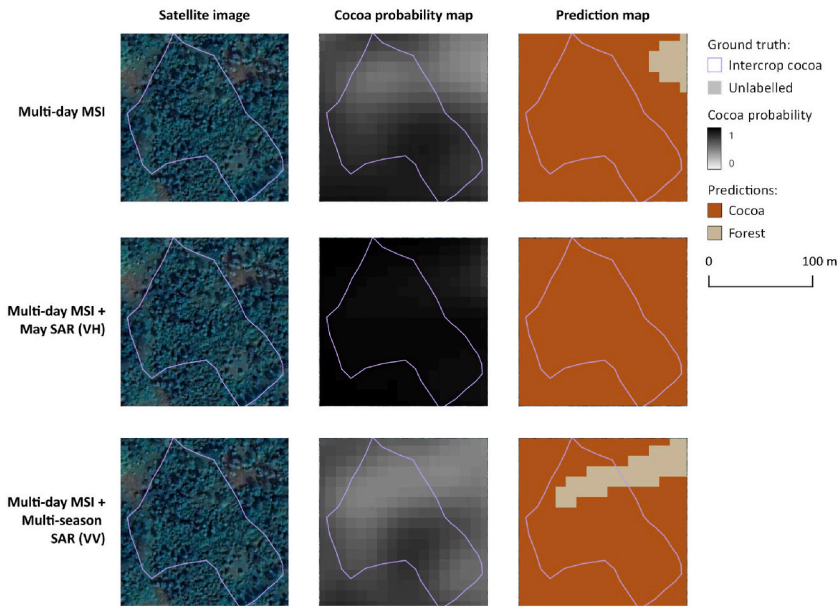 Satellite image
Cocoa probability map
Prediction map
Multi-day MSI
Multi-day MSI +
May SAR (VH)
Multi-day MSI +
Multi-season
SAR (VV)
Ground truth:
Intercrop cocoa
Unlabelled
Cocoa probability
1
0
Predictions:
Cocoa
Forest
0
100 m